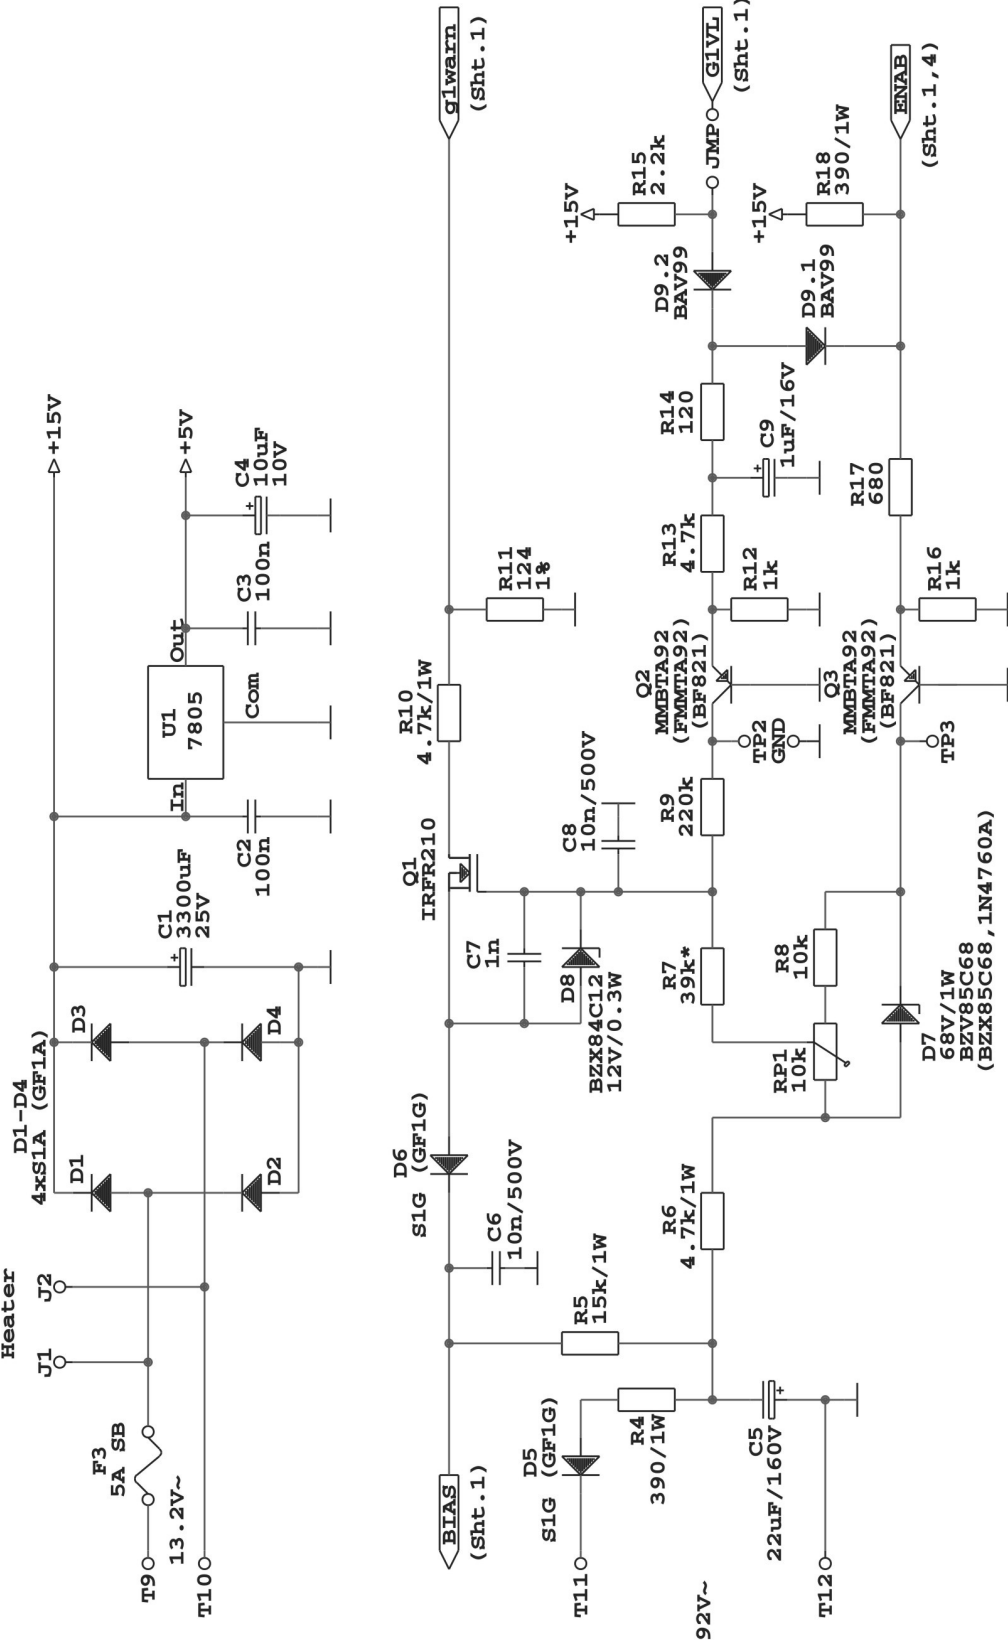 Heater
J1
J2
F3
5A SB
T9
13.2V~
T10
D1-D4
4xS1A (GF1A)
D1
D2
D3
D4
C1
3300uF
25V
C2
100n
In
U1
7805
Out
Com
C3
100n
C4
10uF
10V
+15V
+5V
BIAS
(Sht.1)
C6
10n/500V
D6
(GF1G)
S1G
C7
1n
D8
BZX84C12
12V/0.3W
Q1
IRFR210
C8
10n/500V
R10
4.7k/1W
R11
124
1%
g1warn
(Sht.1)
T11
D5
(GF1G)
S1G
R4
390/1W
R5
15k/1W
92V~
C5
22uF/160V
T12
R6
4.7k/1W
R7
39k*
RP1
10k
R8
10k
R9
220k
TP2
GND
Q2
MMBTA92
(FMMTA92)
(BF821)
R12
1k
R13
4.7k
C9
1uF/16V
R14
120
D9.2
BAV99
+15V
R15
2.2k
JMP
G1VL
(Sht.1)
D7
68V/1W
BZV85C68
(BZX85C68,1N4760A)
TP3
Q3
MMBTA92
(FMMTA92)
(BF821)
R16
1k
R17
680
D9.1
BAV99
+15V
R18
390/1W
ENAB
(Sht.1,4)